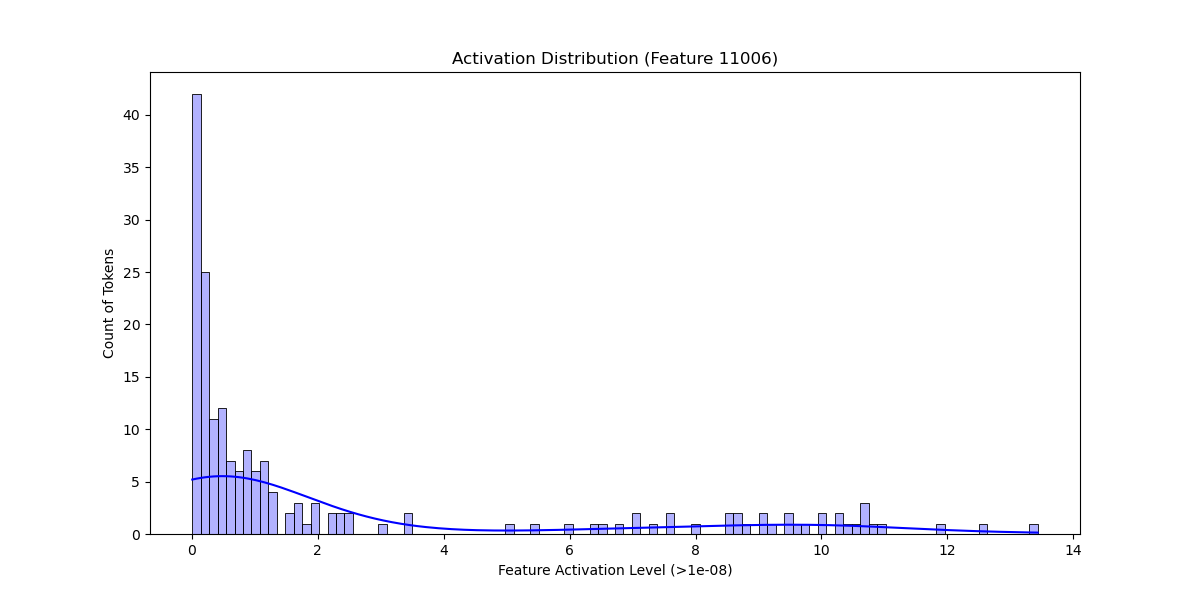 Activation Distribution (Feature 11006)
Count of Tokens
40
35
30
25
20
15
10
5
0
0 2 4 6 8 10 12 14
Feature Activation Level (>1e-08)